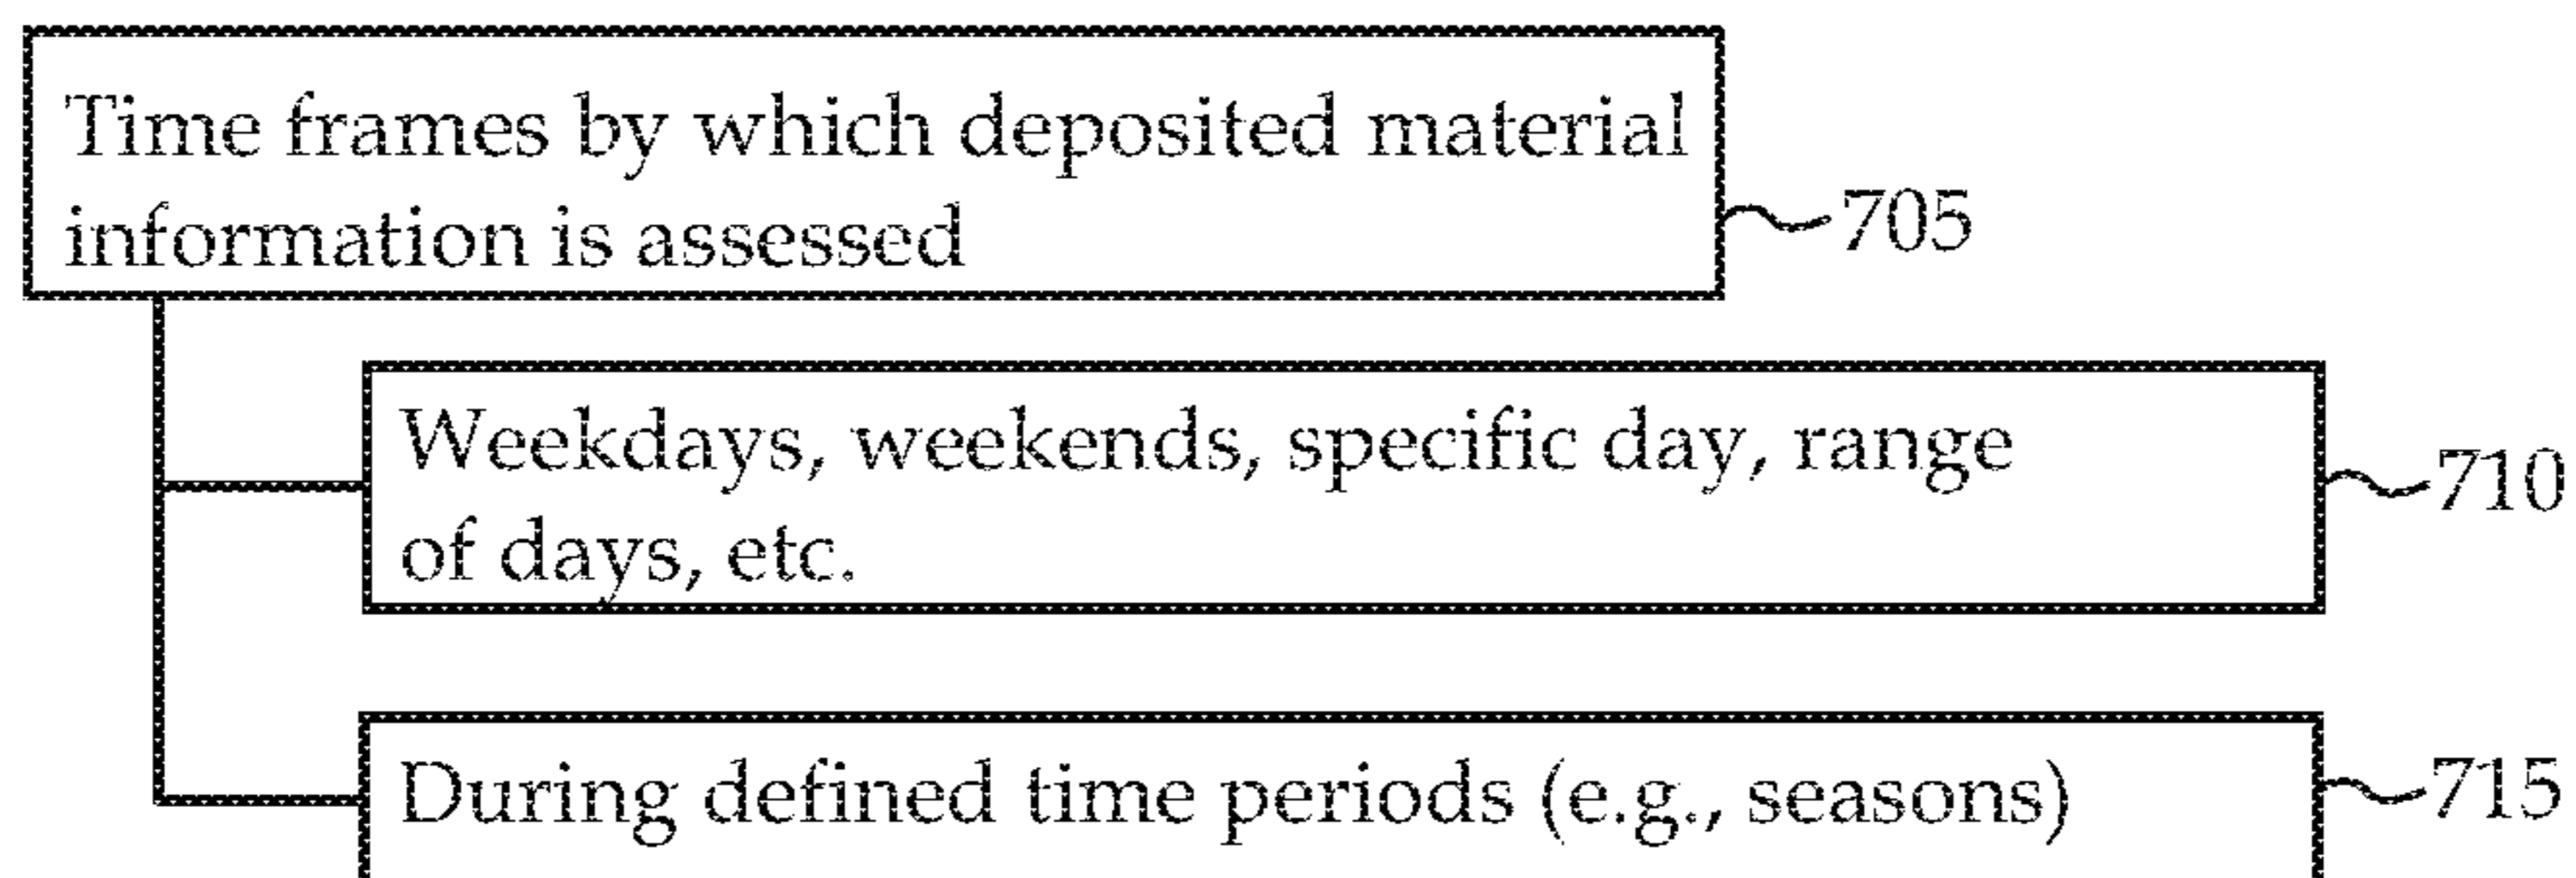 Time frames by which deposited material
information is assessed
705
Weekdays, weekends, specific day, range
of days, etc.
710
During defined time periods (e.g., seasons)
715